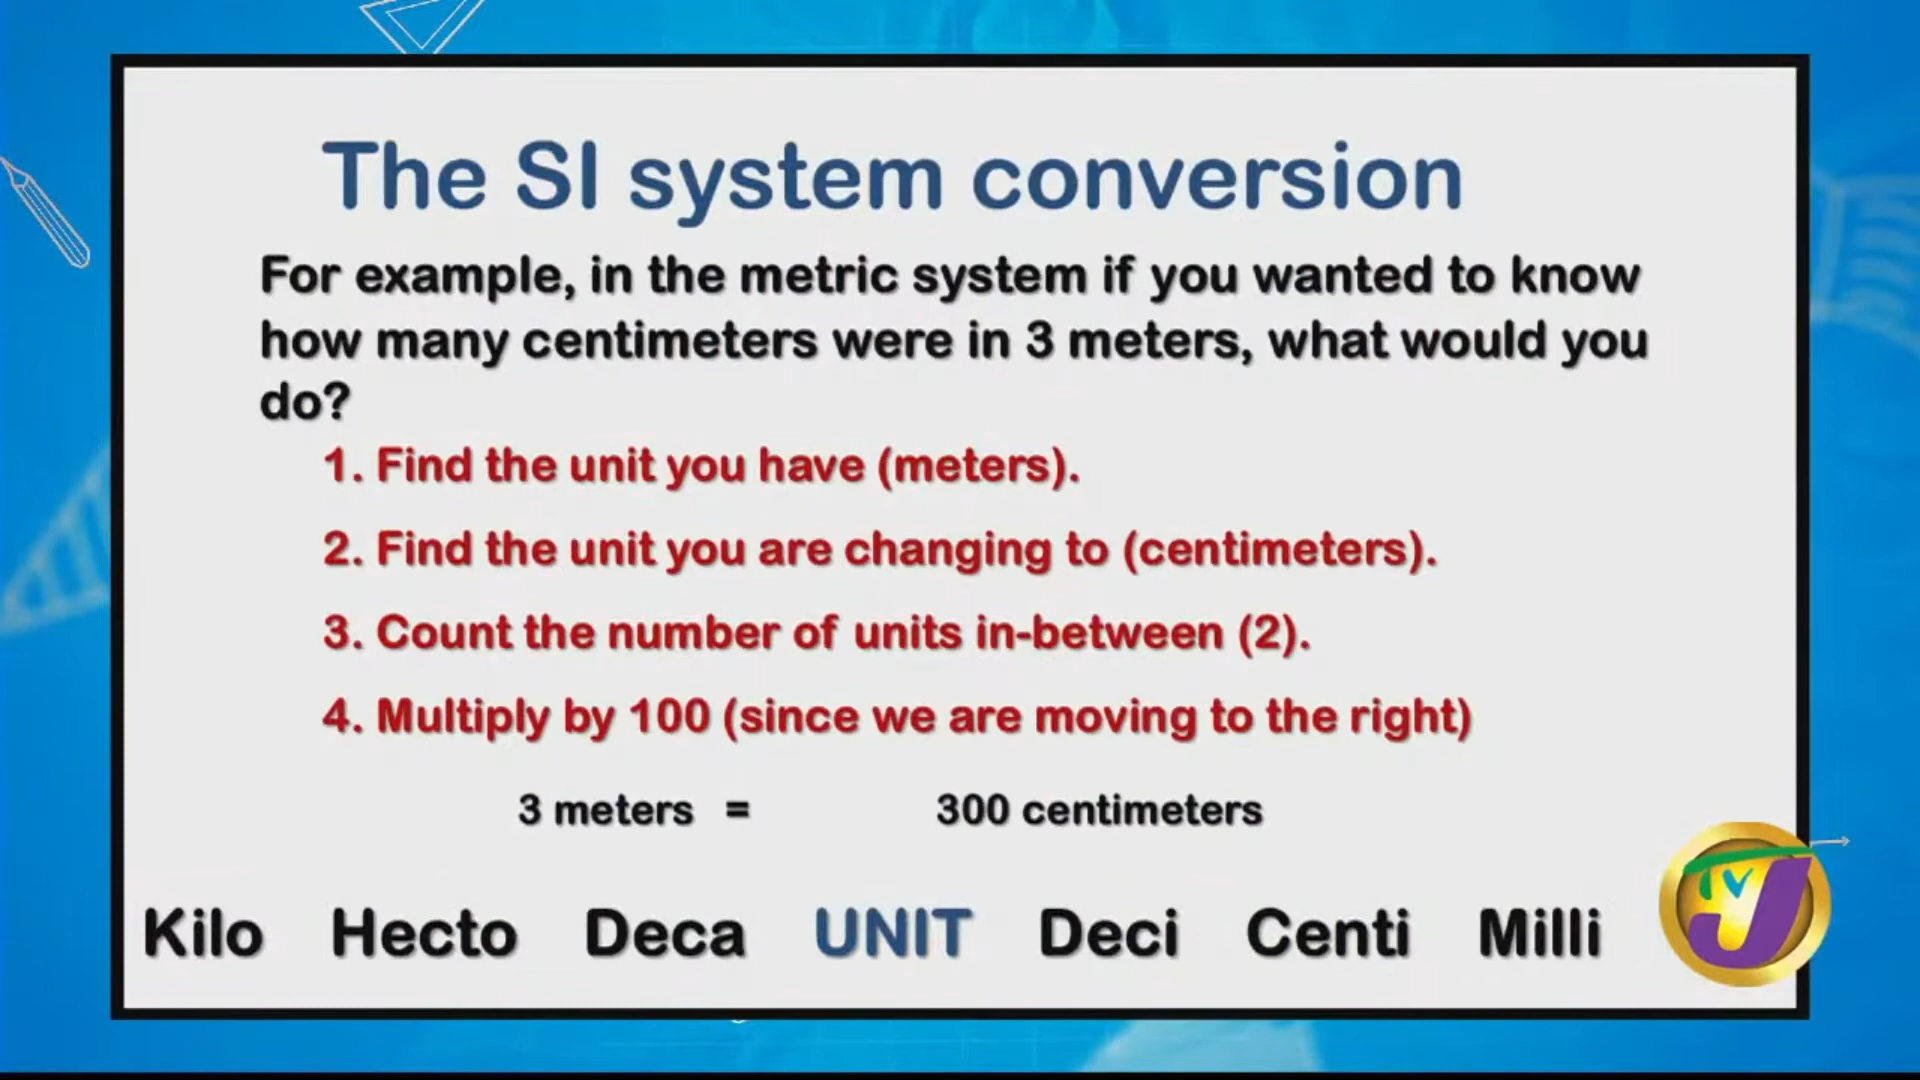 The SI system conversion
For example, in the metric system if you wanted to know
how many centimeters were in 3 meters, what would you
do?
1. Find the unit you have (meters).
2. Find the unit you are changing to (centimeters).
3. Count the number of units in-between (2).
4. Multiply by 100 (since we are moving to the right)
3 meters = 300 centimeters
Kilo Hecto Deca UNIT Deci Centi Milli
TVJ